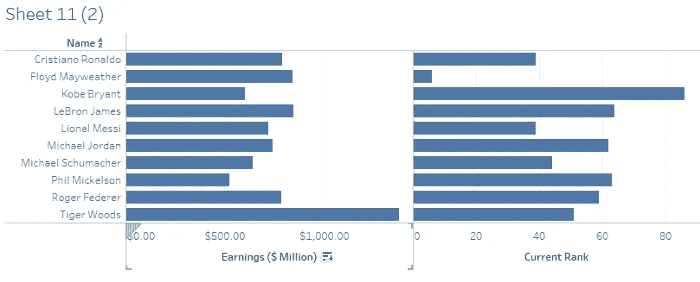 Sheet 11 (2)
Name
Cristiano Ronaldo
Floyd Mayweather
Kobe Bryant
LeBron James
Lionel Messi
Michael Jordan
Michael Schumacher
Phil Mickelson
Roger Federer
Tiger Woods
$0.00 $500.00 $1,000.00 0 20 40 60 80
Earnings ($ Million) Current Rank